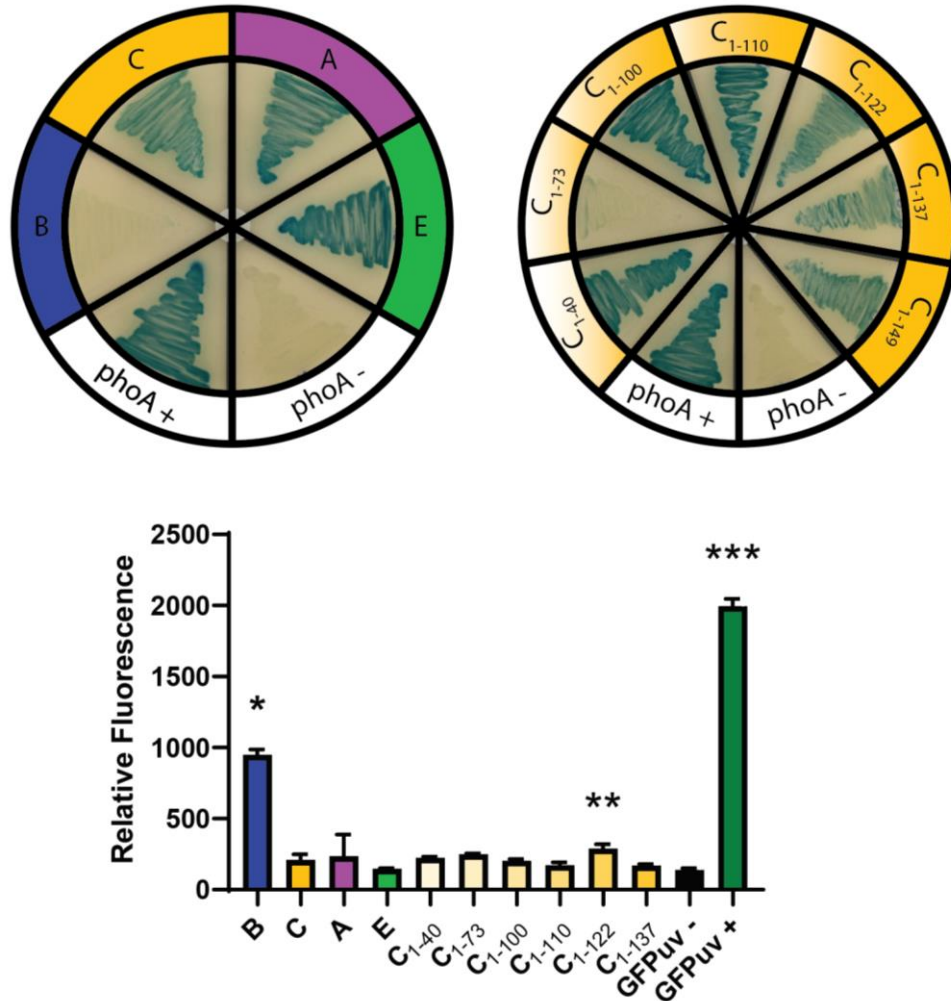 C
A
B
E
phoA +
phoA -
C₁₋₁₁₀
C₁₋₁₀₀
C₁₋₁₂₂
C₁₋₇₃
C₁₋₁₃₇
C₁₋₄₀
C₁₋₁₄₉
phoA +
phoA -
Relative Fluorescence
2500
2000
1500
1000
500
0
*
**
***
B
C
A
E
C₁₋₄₀
C₁₋₇₃
C₁₋₁₀₀
C₁₋₁₁₀
C₁₋₁₂₂
C₁₋₁₃₇
GFPuv -
GFPuv +